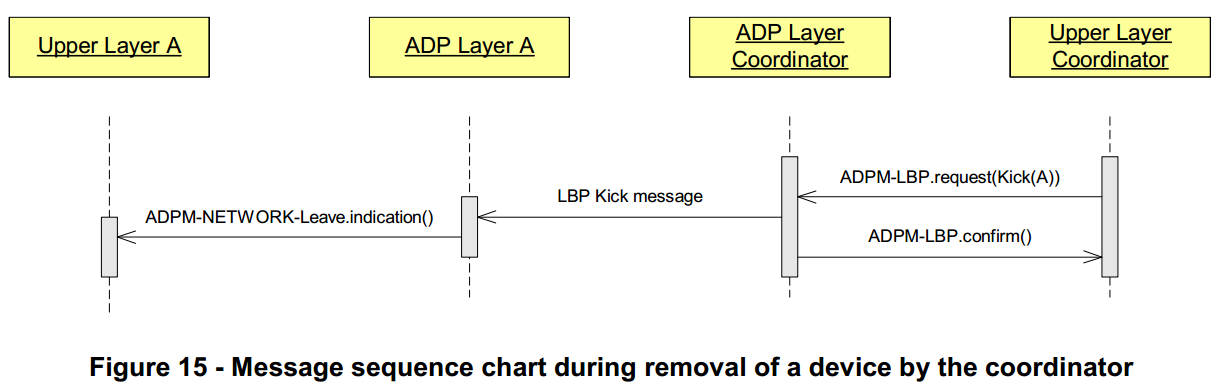 Upper Layer A
ADP Layer A
ADP Layer
Coordinator
Upper Layer
Coordinator
ADPM-LBP.request(Kick(A))
LBP Kick message
ADPM-NETWORK-Leave.indication()
ADPM-LBP.confirm()
Figure 15 - Message sequence chart during removal of a device by the coordinator